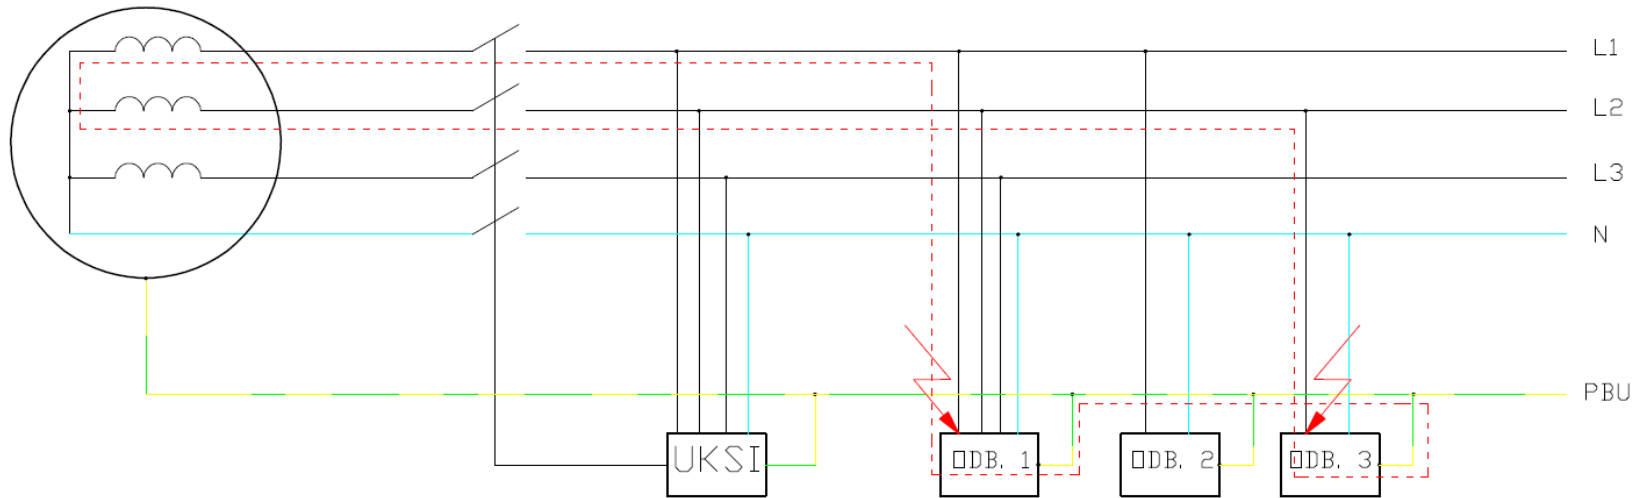 L1
L2
L3
N
PBU
UKSI
ODB. 1
ODB. 2
ODB. 3